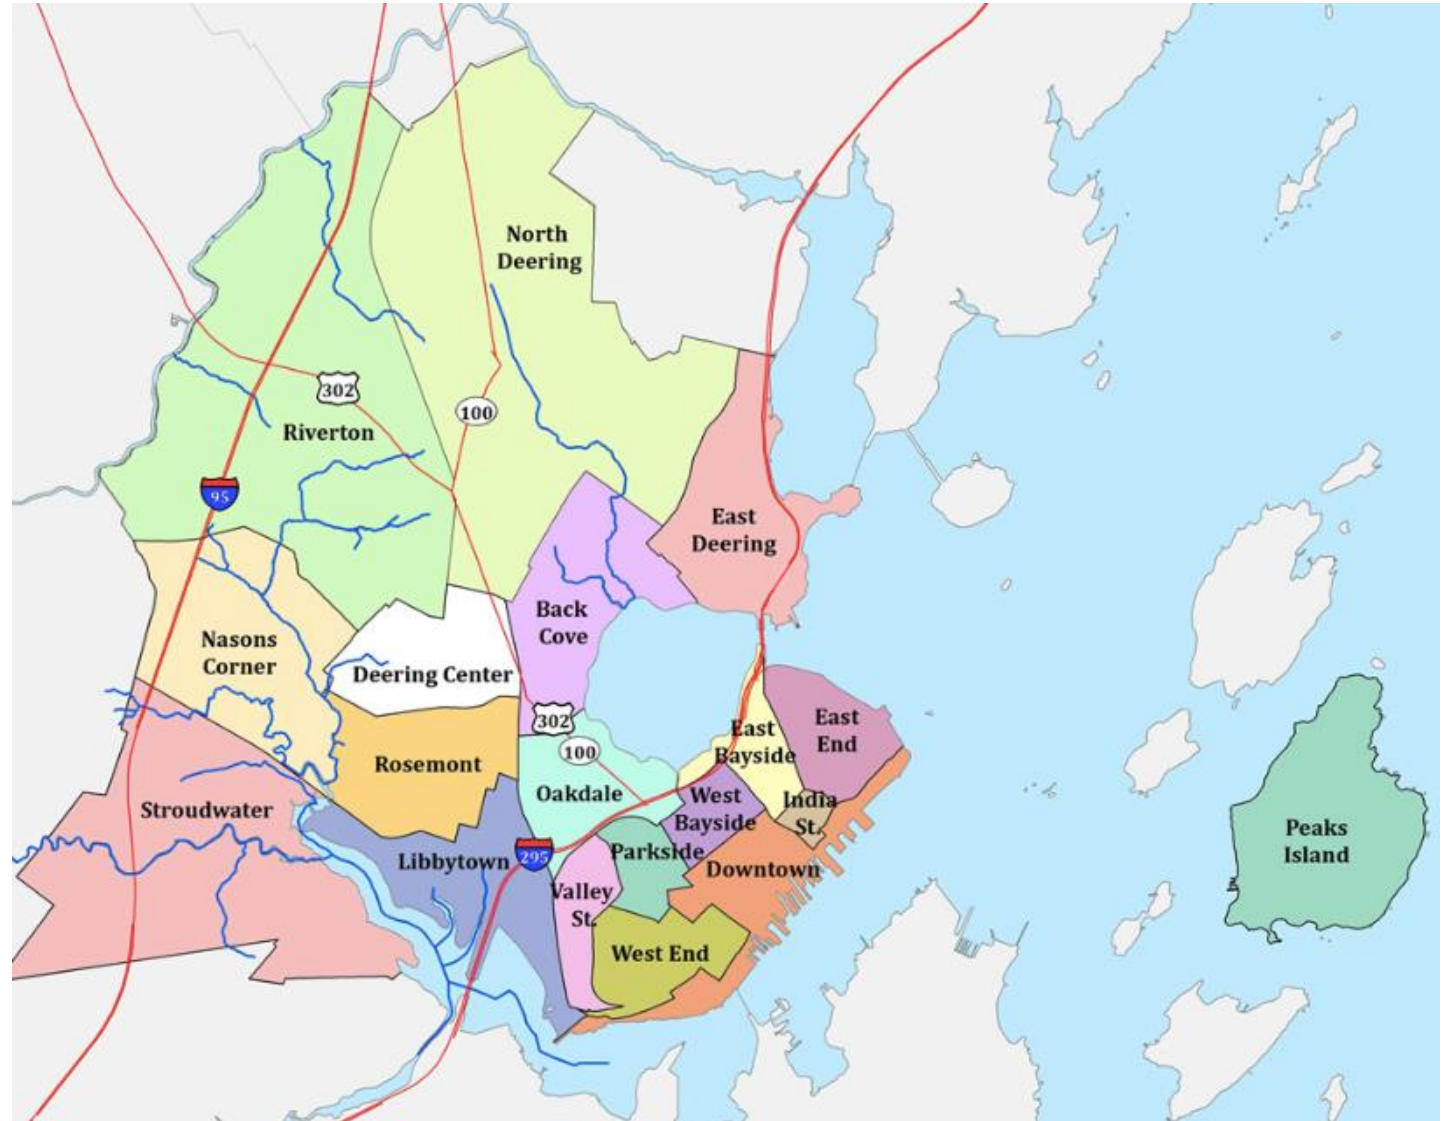 North
Deering
302
100
Riverton
95
East
Deering
Back
Cove
Nasons
Corner
Deering Center
302
100
East
End
East
Bayside
Rosemont
Oakdale
West
Bayside
India
St.
Stroudwater
Libbytown
295
Parkside
Downtown
Peaks
Island
Valley
St.
West End